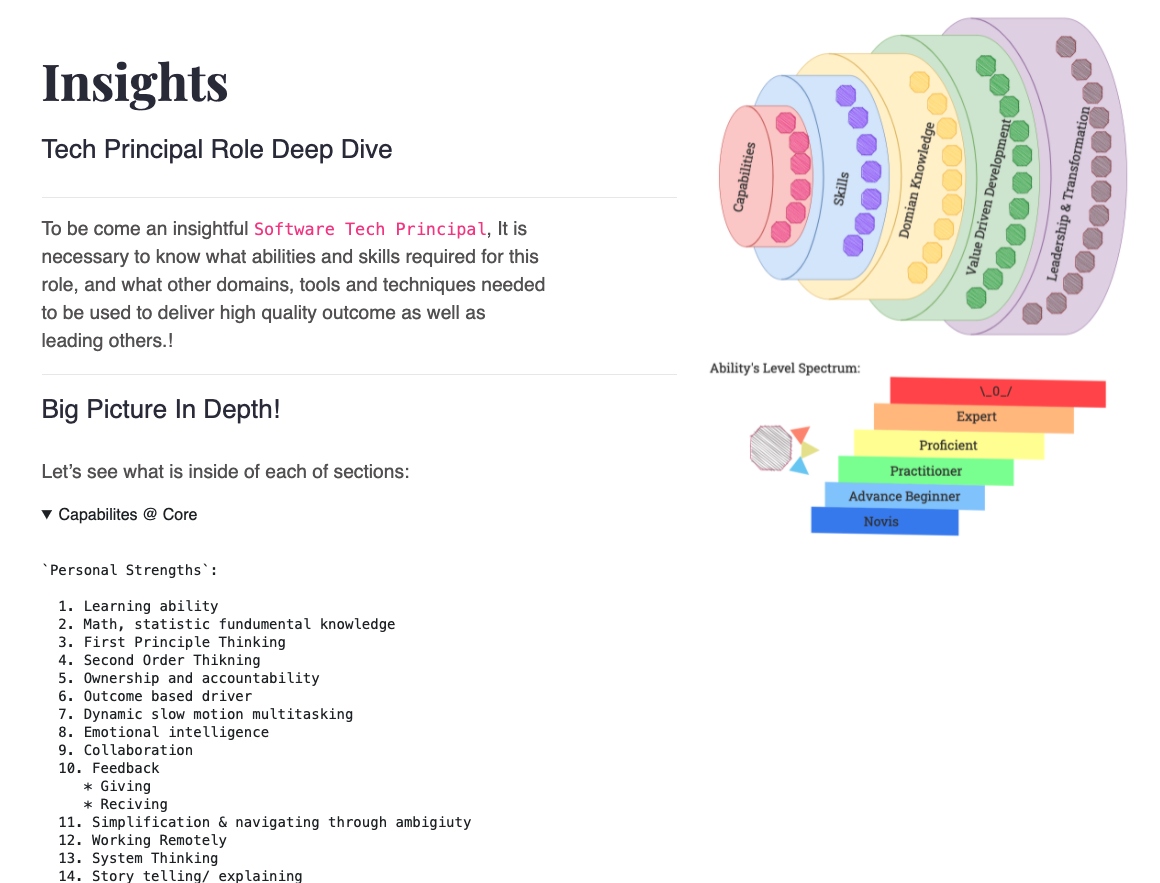 Insights
Tech Principal Role Deep Dive
To be come an insightful Software Tech Principal, It is
necessary to know what abilities and skills required for this
role, and what other domains, tools and techniques needed
to be used to deliver high quality outcome as well as
leading others.!
Big Picture In Depth!
Let’s see what is inside of each of sections:
▼ Capabilites @ Core
`Personal Strengths`:
1. Learning ability
2. Math, statistic fundumental knowledge
3. First Principle Thinking
4. Second Order Thikning
5. Ownership and accountability
6. Outcome based driver
7. Dynamic slow motion multitasking
8. Emotional intelligence
9. Collaboration
10. Feedback
* Giving
* Reciving
11. Simplification & navigating through ambigiuty
12. Working Remotely
13. System Thinking
14. Story telling/ explaining
Capabilities
Skills
Domian Knowledge
Value Driven Development
Leadership & Transformation
Ability's Level Spectrum:
\_0_/
Expert
Proficient
Practitioner
Advance Beginner
Novis